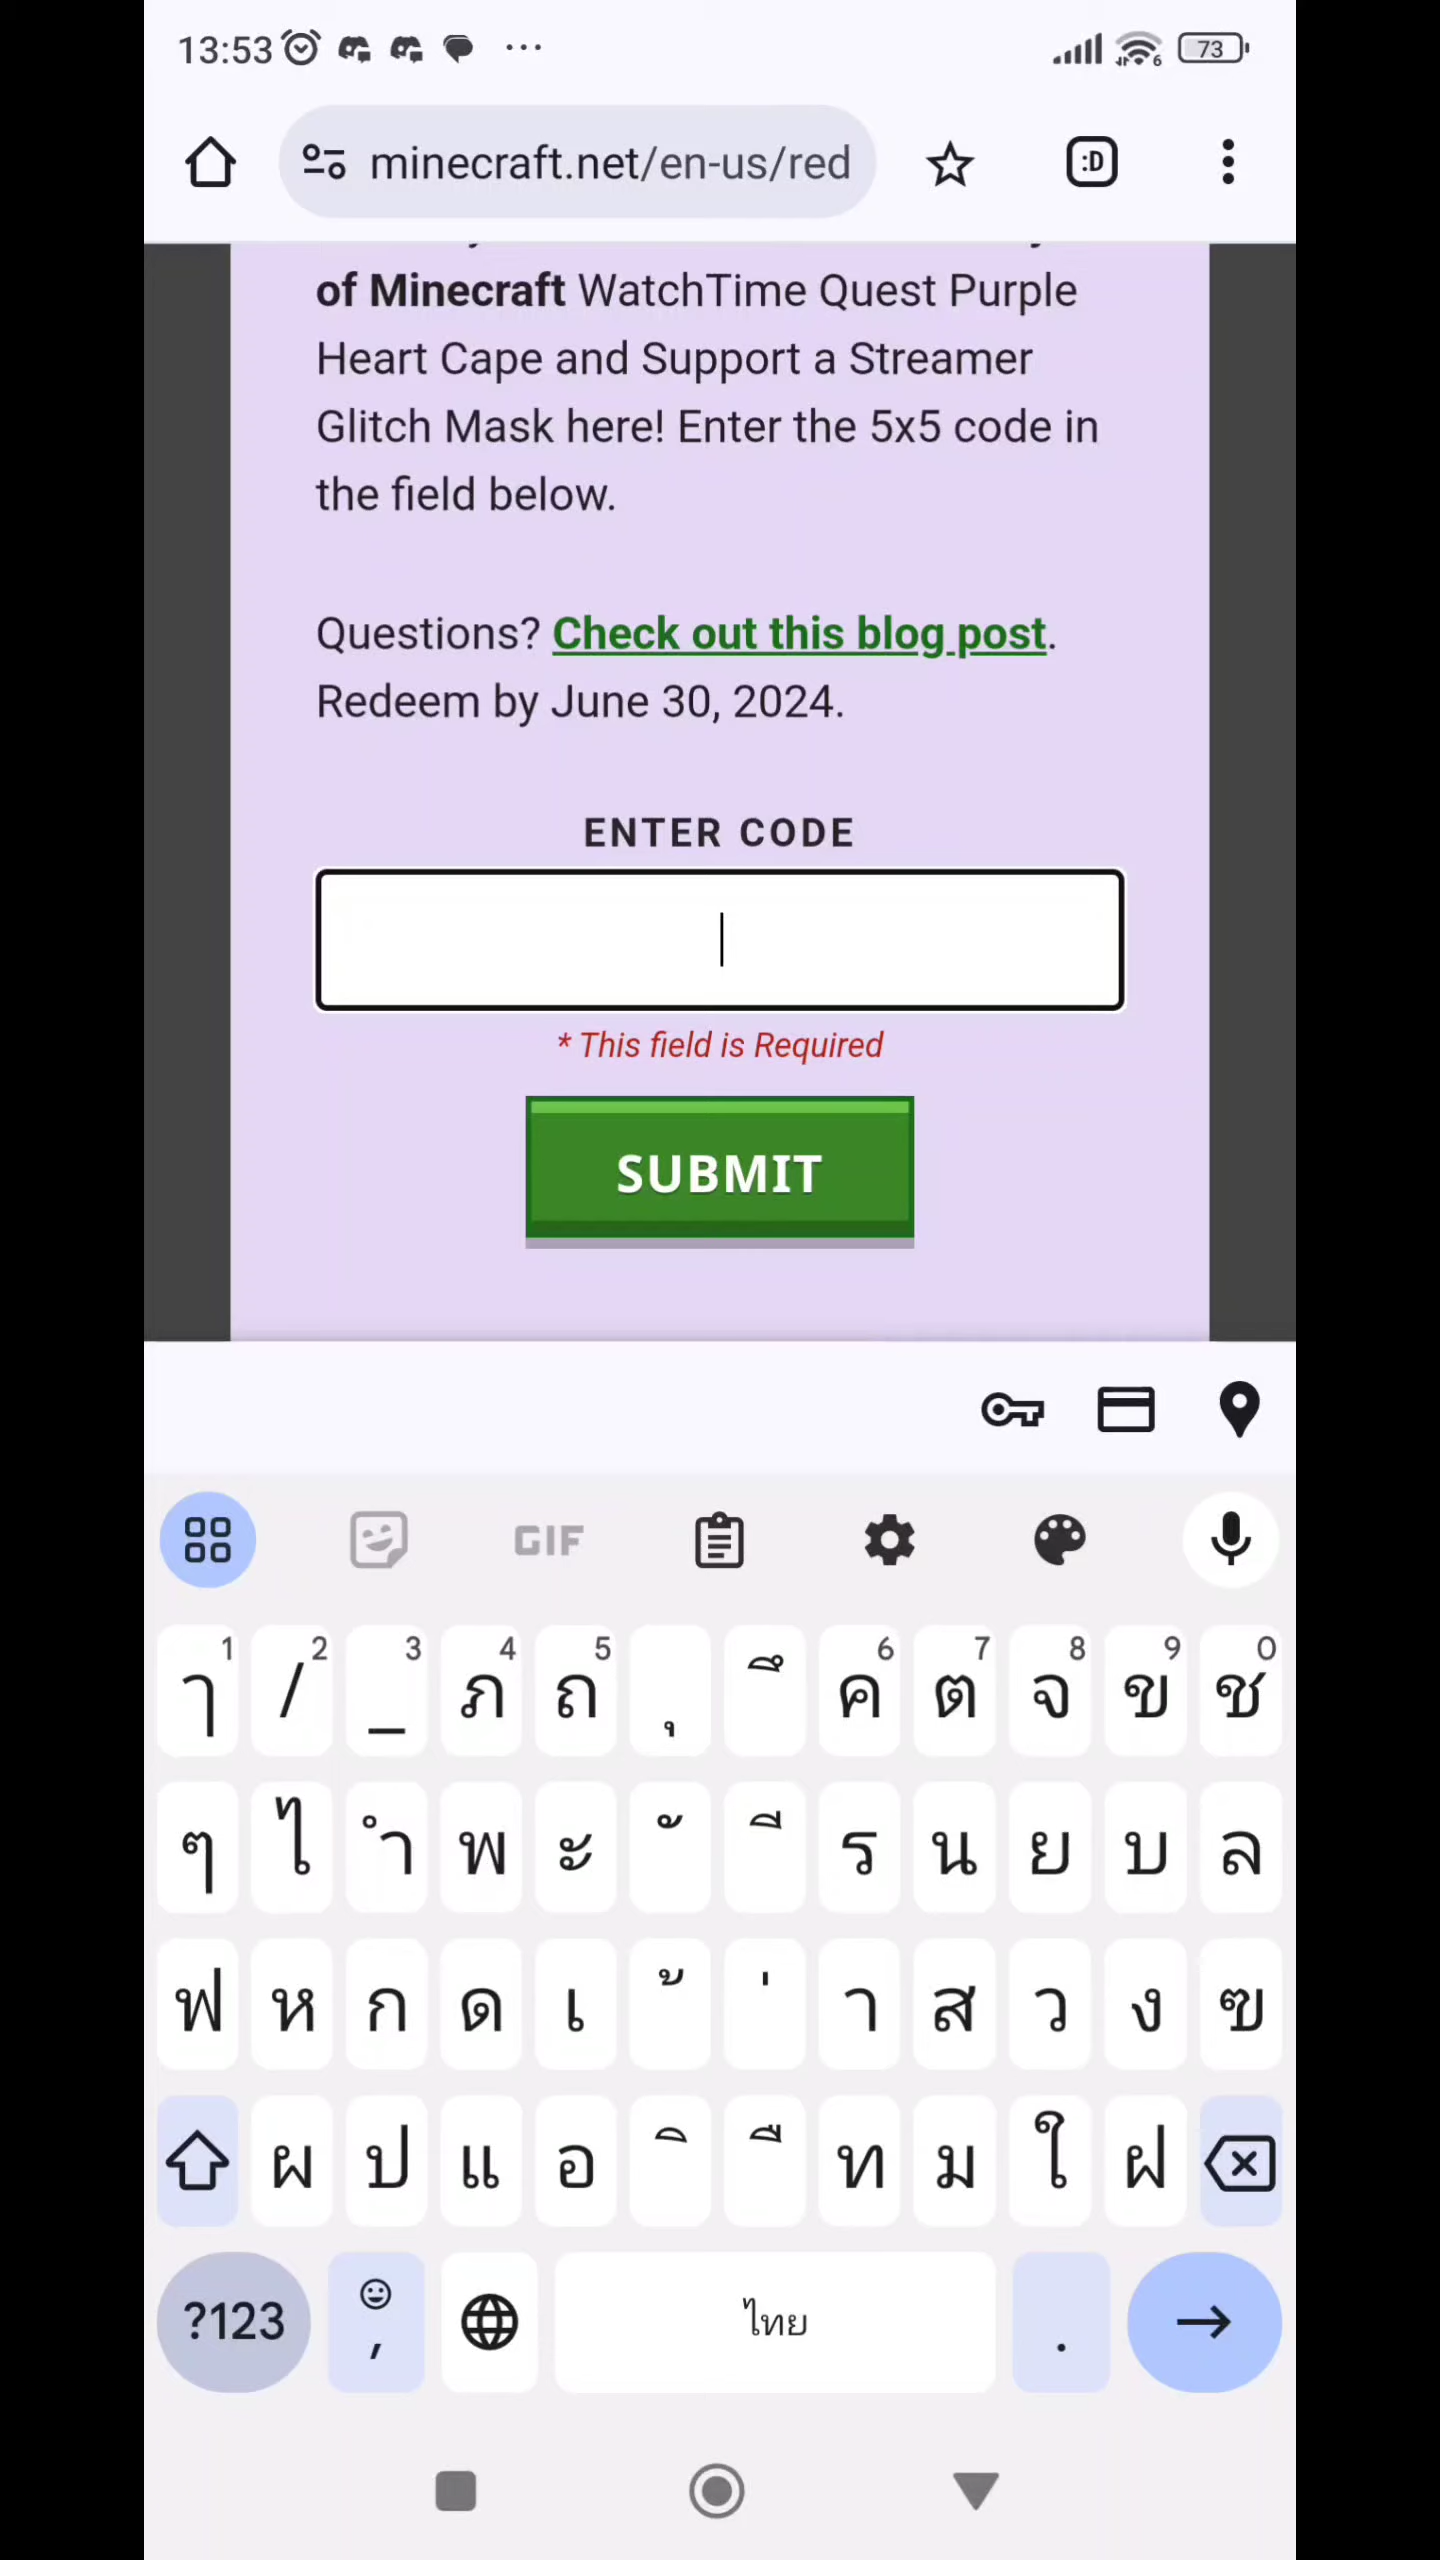 13:53
73
minecraft.net/en-us/red
:D
of Minecraft WatchTime Quest Purple
Heart Cape and Support a Streamer
Glitch Mask here! Enter the 5x5 code in
the field below.
Questions? Check out this blog post.
Redeem by June 30, 2024.
ENTER CODE
* This field is Required
SUBMIT
GIF
1 2 3 4 5 6 7 8 9 0
ๅ / _ ภ ถ ุ ึ ค ต จ ข ช
ๆ ไ ำ พ ะ ั ี ร น ย บ ล
ฟ ห ก ด เ ้ ่ า ส ว ง ฃ
ผ ป แ อ ิ ื ท ม ใ ฝ
?123 , ไทย .